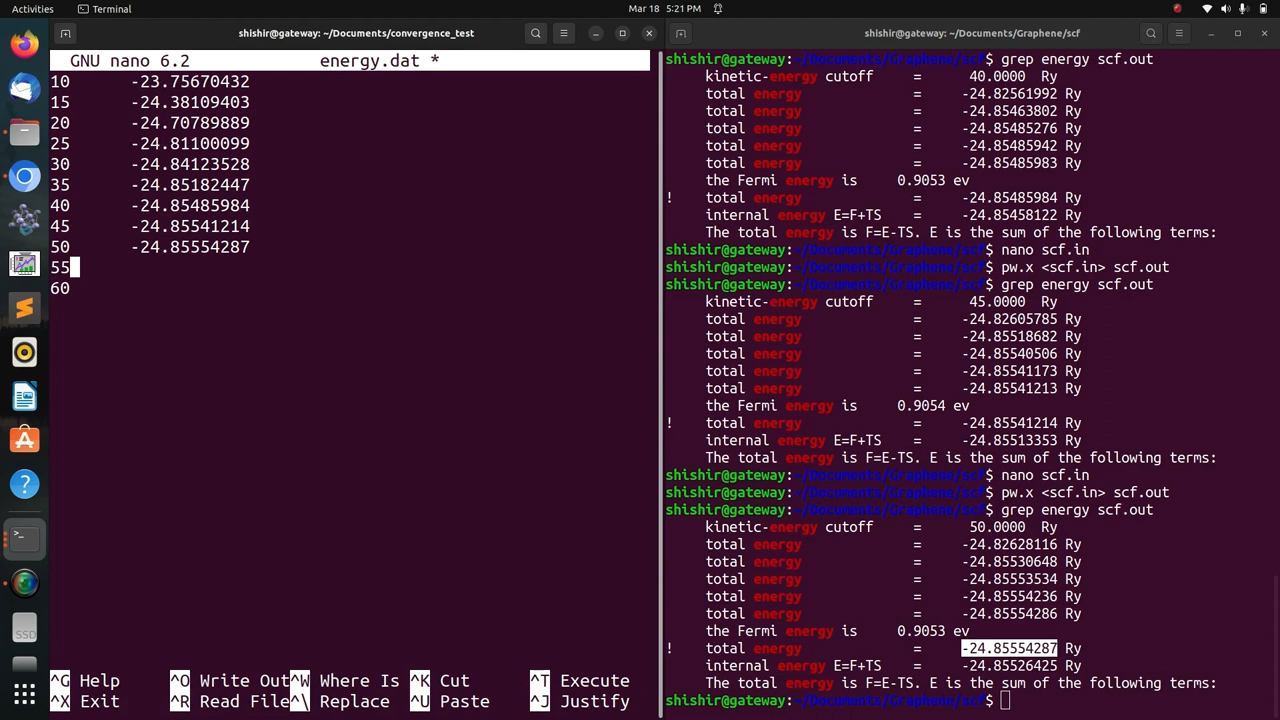 Activities Terminal Mar 18 5:21 PM
shishir@gateway: ~/Documents/convergence_test
GNU nano 6.2 energy.dat *
10 -23.75670432
15 -24.38109403
20 -24.70789889
25 -24.81100099
30 -24.84123528
35 -24.85182447
40 -24.85485984
45 -24.85541214
50 -24.85554287
55
60
^G Help ^O Write Out ^W Where Is ^K Cut ^T Execute
^X Exit ^R Read File ^\ Replace ^U Paste ^J Justify
shishir@gateway: ~/Documents/Graphene/scf
shishir@gateway:~/Documents/Graphene/scf$ grep energy scf.out
kinetic-energy cutoff = 40.0000 Ry
total energy = -24.82561992 Ry
total energy = -24.85463802 Ry
total energy = -24.85485276 Ry
total energy = -24.85485942 Ry
total energy = -24.85485983 Ry
the Fermi energy is 0.9053 ev
! total energy = -24.85485984 Ry
internal energy E=F+TS = -24.85458122 Ry
The total energy is F=E-TS. E is the sum of the following terms:
shishir@gateway:~/Documents/Graphene/scf$ nano scf.in
shishir@gateway:~/Documents/Graphene/scf$ pw.x <scf.in> scf.out
shishir@gateway:~/Documents/Graphene/scf$ grep energy scf.out
kinetic-energy cutoff = 45.0000 Ry
total energy = -24.82605785 Ry
total energy = -24.85518682 Ry
total energy = -24.85540506 Ry
total energy = -24.85541173 Ry
total energy = -24.85541213 Ry
the Fermi energy is 0.9054 ev
! total energy = -24.85541214 Ry
internal energy E=F+TS = -24.85513353 Ry
The total energy is F=E-TS. E is the sum of the following terms:
shishir@gateway:~/Documents/Graphene/scf$ nano scf.in
shishir@gateway:~/Documents/Graphene/scf$ pw.x <scf.in> scf.out
shishir@gateway:~/Documents/Graphene/scf$ grep energy scf.out
kinetic-energy cutoff = 50.0000 Ry
total energy = -24.82628116 Ry
total energy = -24.85530648 Ry
total energy = -24.85553534 Ry
total energy = -24.85554236 Ry
total energy = -24.85554286 Ry
the Fermi energy is 0.9053 ev
! total energy = -24.85554287 Ry
internal energy E=F+TS = -24.85526425 Ry
The total energy is F=E-TS. E is the sum of the following terms:
shishir@gateway:~/Documents/Graphene/scf$
SSD